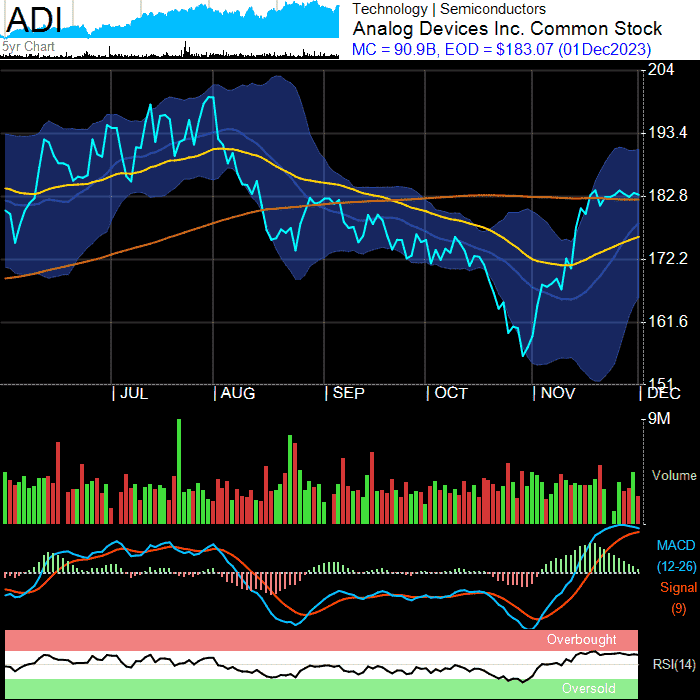 ADI
5yr Chart
Technology | Semiconductors
Analog Devices Inc. Common Stock
MC = 90.9B, EOD = $183.07 (01Dec2023)
204
193.4
182.8
172.2
161.6
151
JUL
AUG
SEP
OCT
NOV
DEC
9M
Volume
MACD
(12-26)
Signal
(9)
Overbought
RSI(14)
Oversold